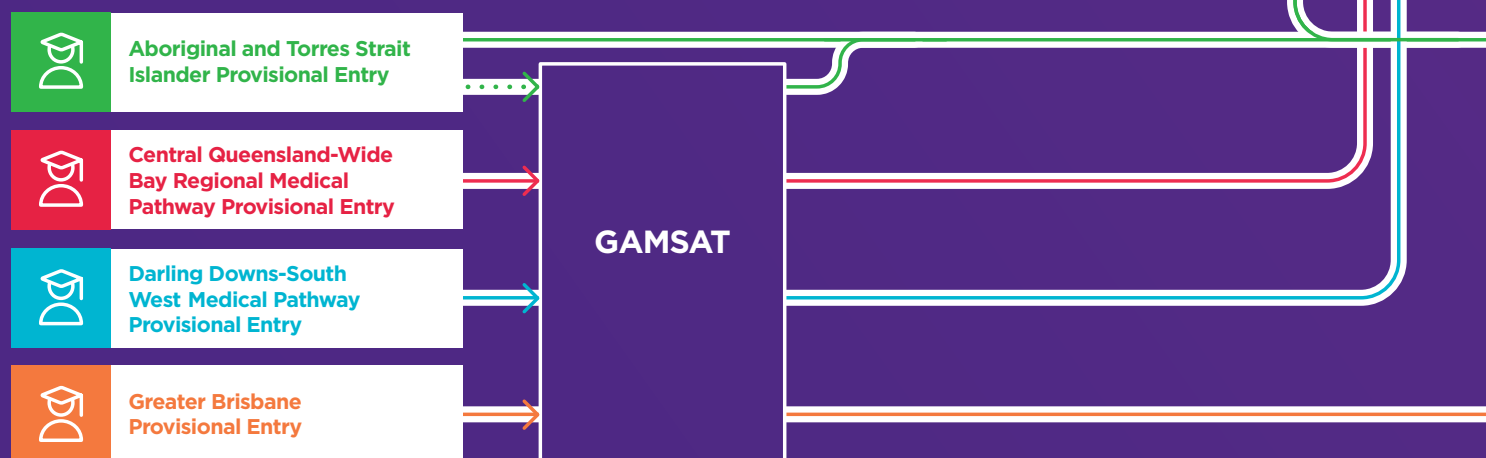 Aboriginal and Torres Strait
Islander Provisional Entry
Central Queensland-Wide
Bay Regional Medical
Pathway Provisional Entry
GAMSAT
Darling Downs-South
West Medical Pathway
Provisional Entry
Greater Brisbane
Provisional Entry